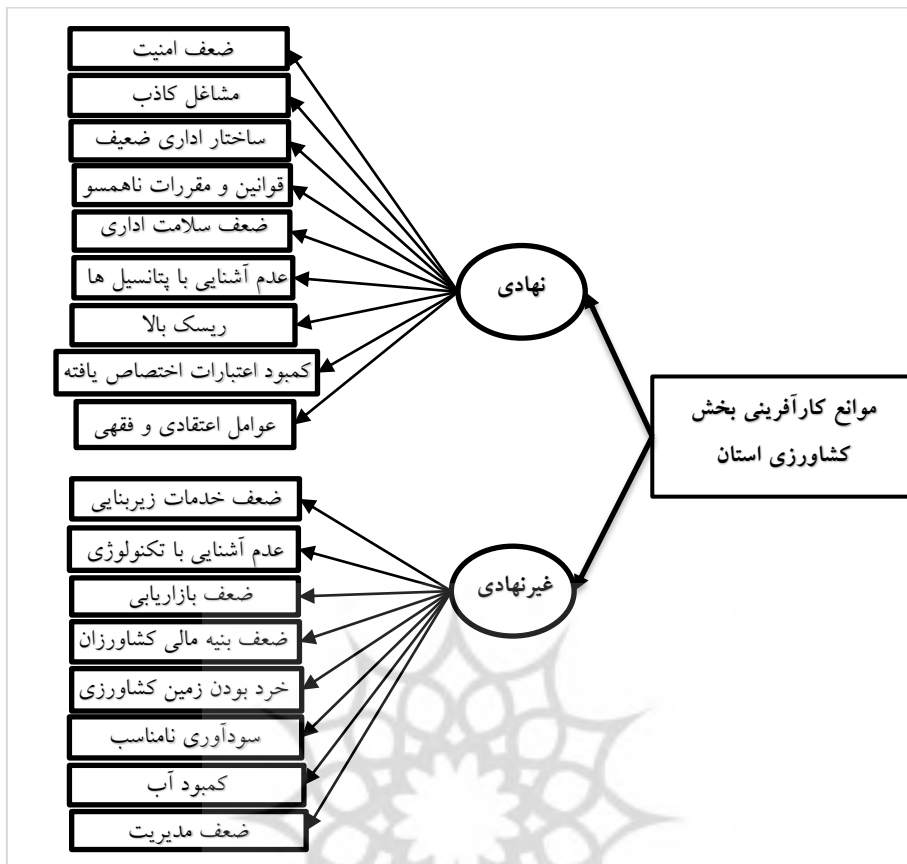 موانع کارآفرینی بخش
کشاورزی استان
نهادی
ضعف امنیت
مشاغل کاذب
ساختار اداری ضعیف
قوانین و مقررات ناهمسو
ضعف سلامت اداری
عدم آشنایی با پتانسیل ها
ریسک بالا
کمبود اعتبارات اختصاص یافته
عوامل اعتقادی و فقهی
غیرنهادی
ضعف خدمات زیربنایی
عدم آشنایی با تکنولوژی
ضعف بازاریابی
ضعف بنیه مالی کشاورزان
خرد بودن زمین کشاورزی
سودآوری نامناسب
کمبود آب
ضعف مدیریت